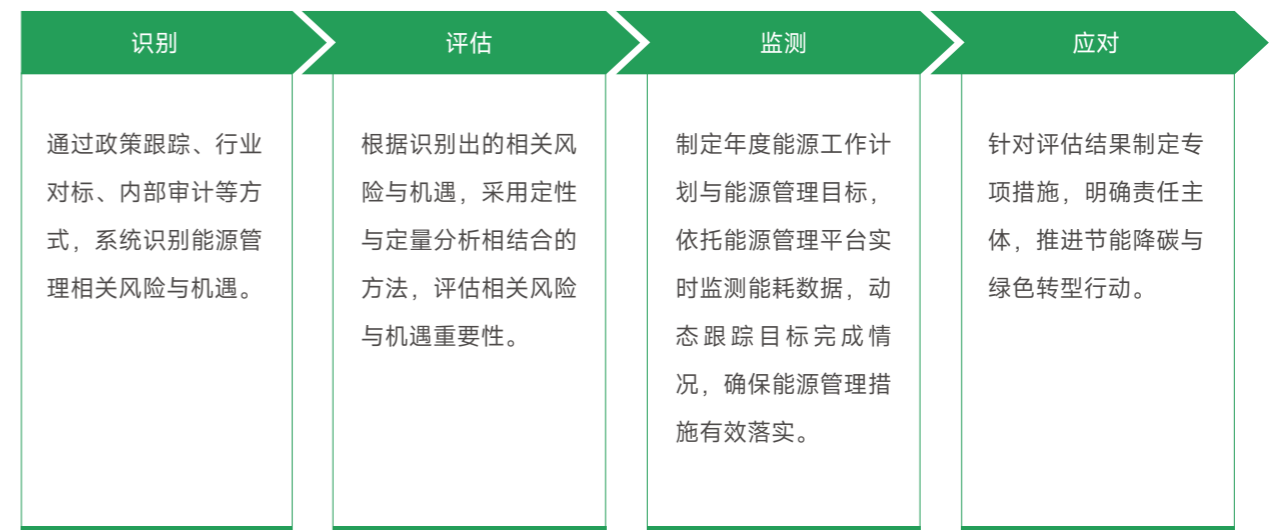 识别
通过政策跟踪、行业
对标、内部审计等方
式，系统识别能源管
理相关风险与机遇。
评估
根据识别出的相关风
险与机遇，采用定性
与定量分析相结合的
方法，评估相关风险
与机遇重要性。
监测
制定年度能源工作计
划与能源管理目标，
依托能源管理平台实
时监测能耗数据，动
态跟踪目标完成情
况，确保能源管理措
施有效落实。
应对
针对评估结果制定专
项措施，明确责任主
体，推进节能降碳与
绿色转型行动。